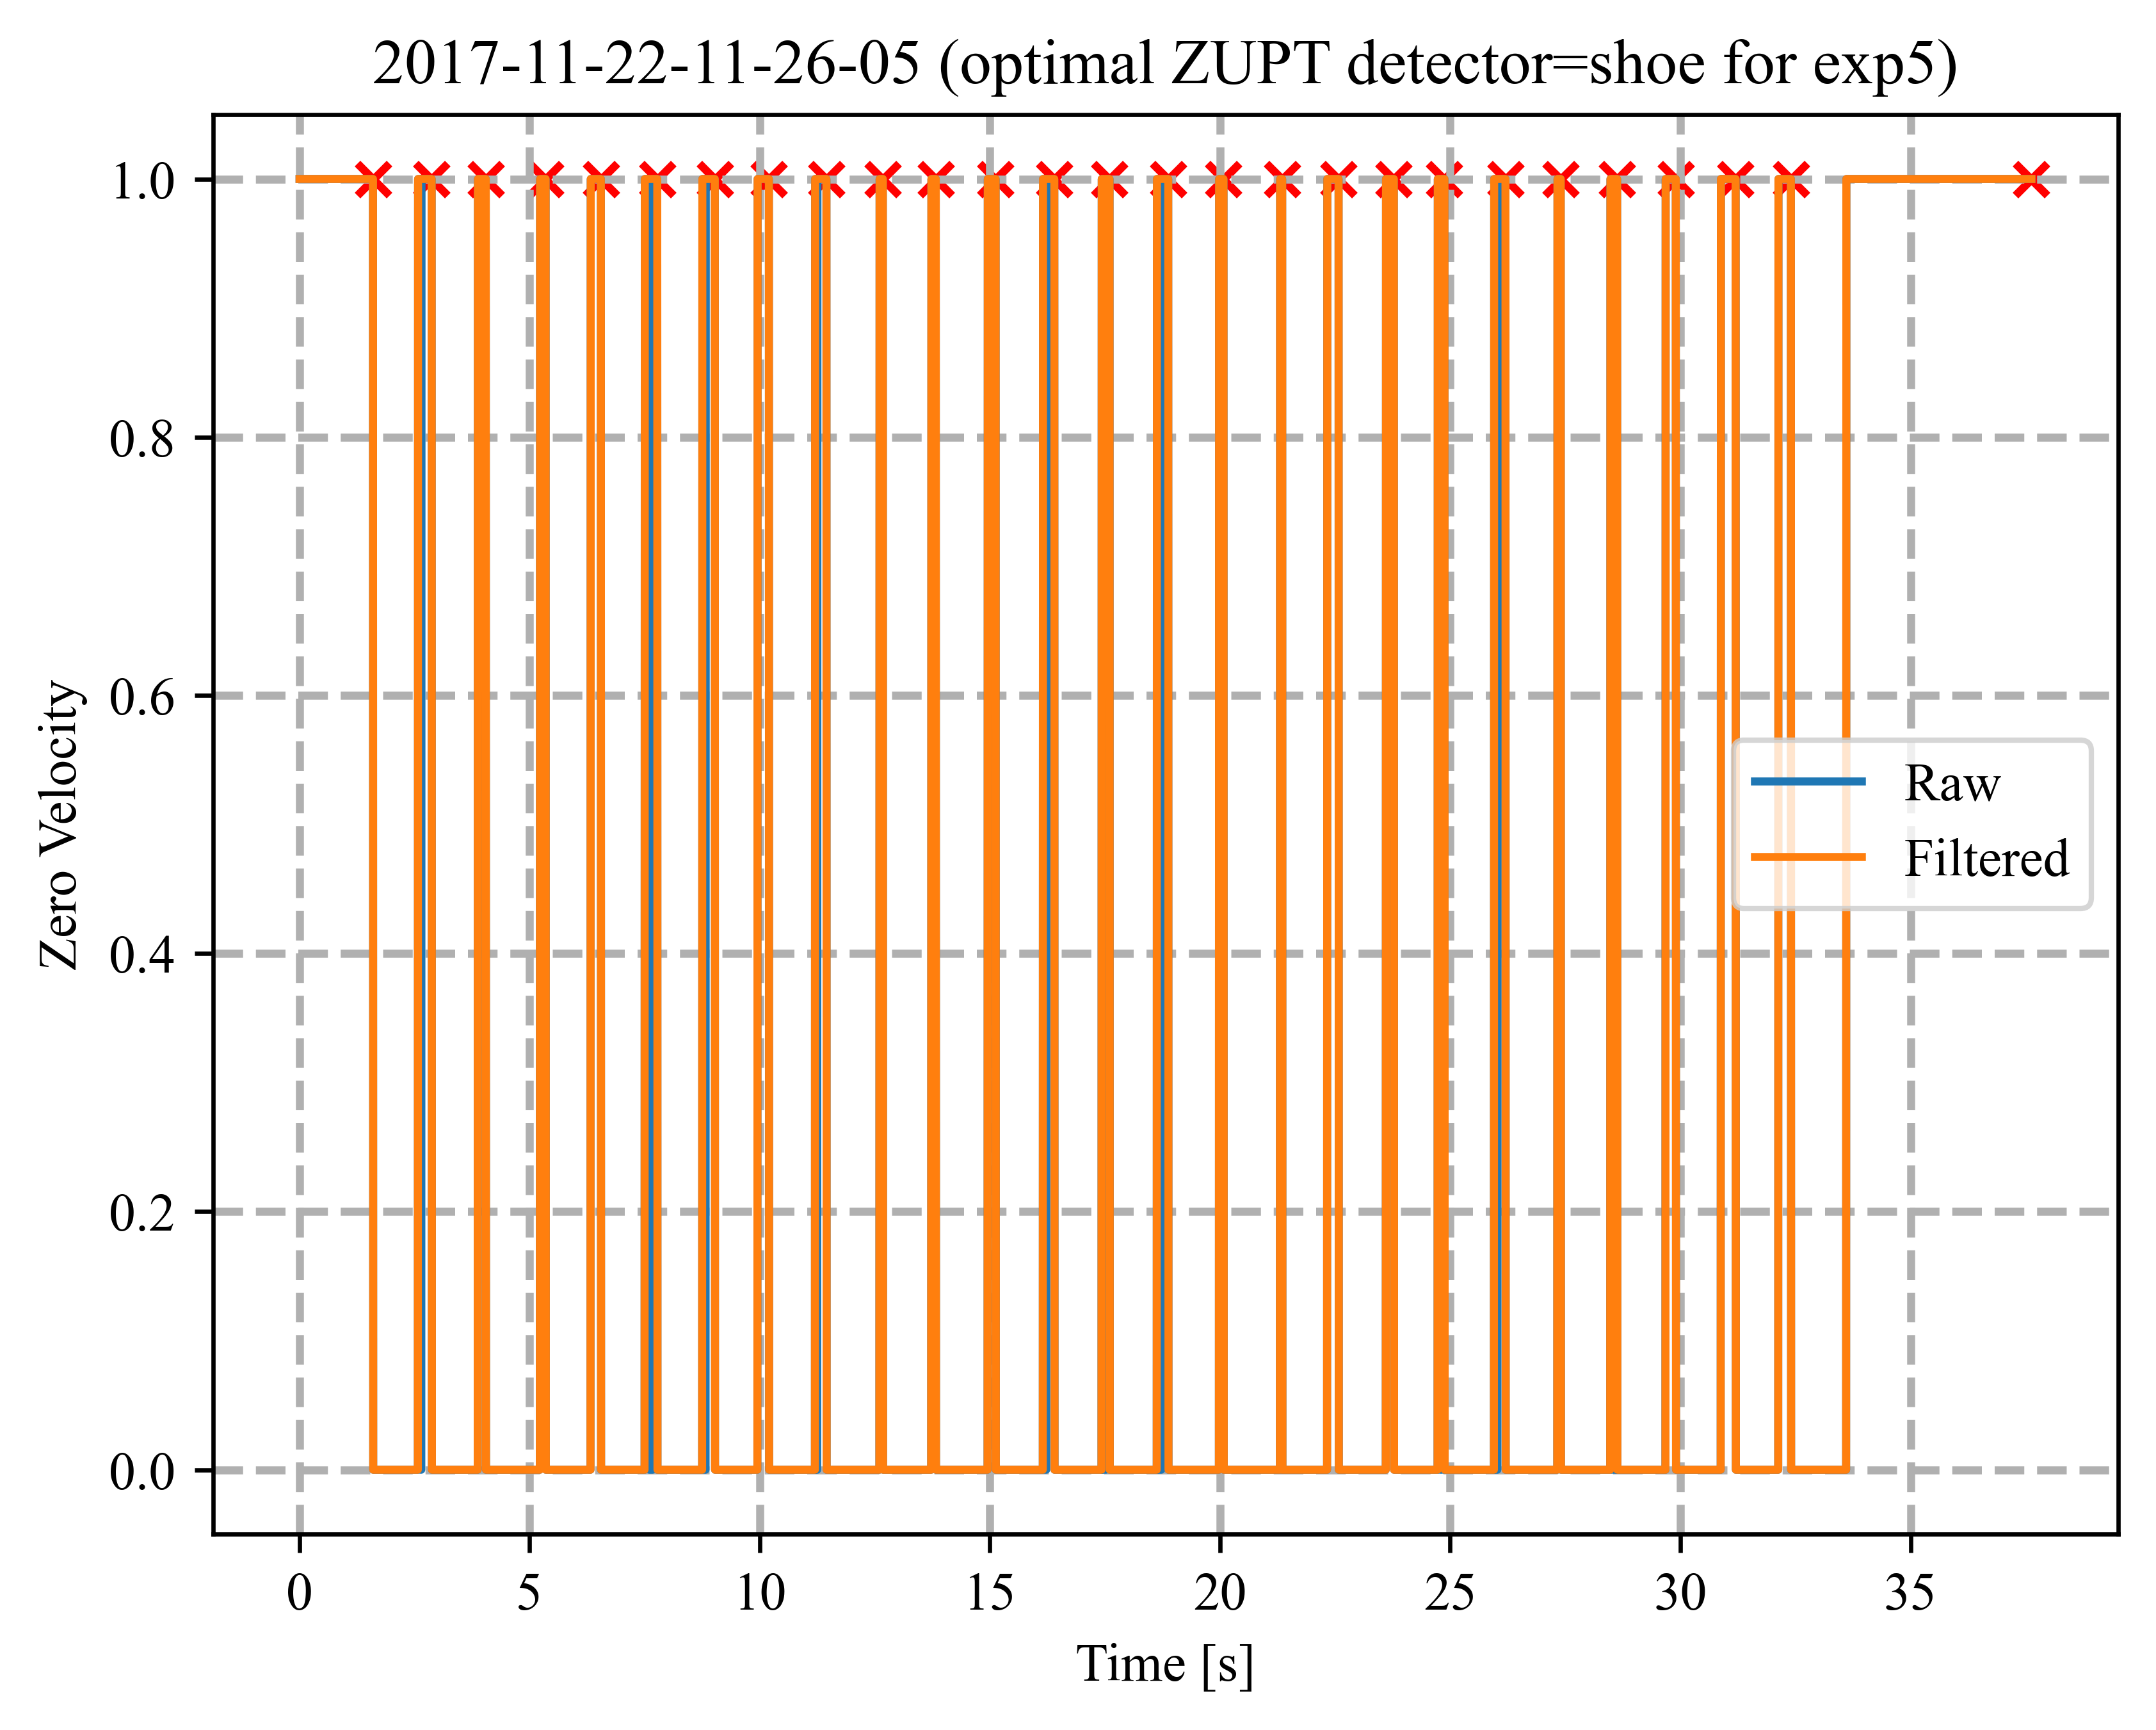 2017-11-22-11-26-05 (optimal ZUPT detector=shoe for exp5)
1.0
0.8
0.6
0.4
0.2
0.0
Zero Velocity
Raw
Filtered
0 5 10 15 20 25 30 35
Time [s]